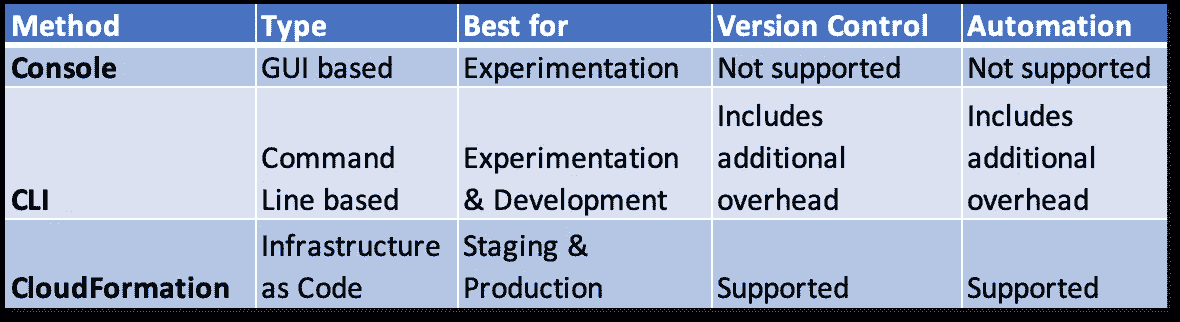 Method Type Best for Version Control Automation
Console GUI based Experimentation Not supported Not supported
Includes Includes
Command Experimentation additional additional
CLI Line based & Development overhead overhead
Infrastructure Staging &
CloudFormation as Code Production Supported Supported